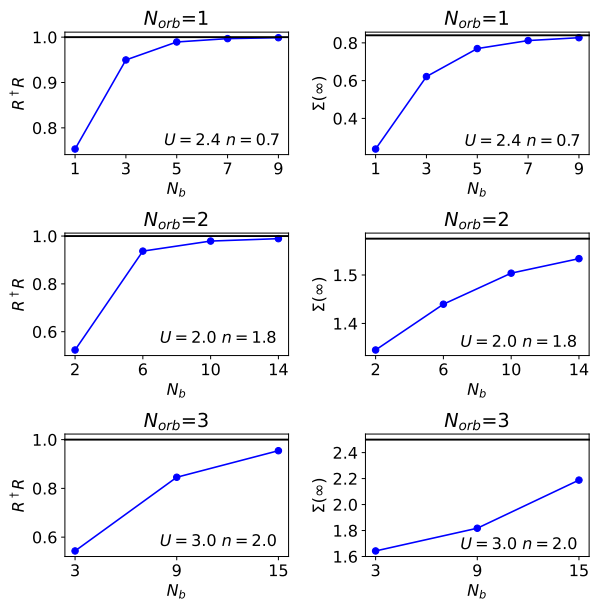 N_orb=1
1.0
0.9
0.8
R†R
U = 2.4 n = 0.7
1 3 5 7 9
N_b
N_orb=1
0.8
0.6
0.4
Σ(∞)
U = 2.4 n = 0.7
1 3 5 7 9
N_b
N_orb=2
1.0
0.8
0.6
R†R
U = 2.0 n = 1.8
2 6 10 14
N_b
N_orb=2
1.5
1.4
Σ(∞)
U = 2.0 n = 1.8
2 6 10 14
N_b
N_orb=3
1.0
0.8
0.6
R†R
U = 3.0 n = 2.0
3 9 15
N_b
N_orb=3
2.4
2.2
2.0
1.8
1.6
Σ(∞)
U = 3.0 n = 2.0
3 9 15
N_b